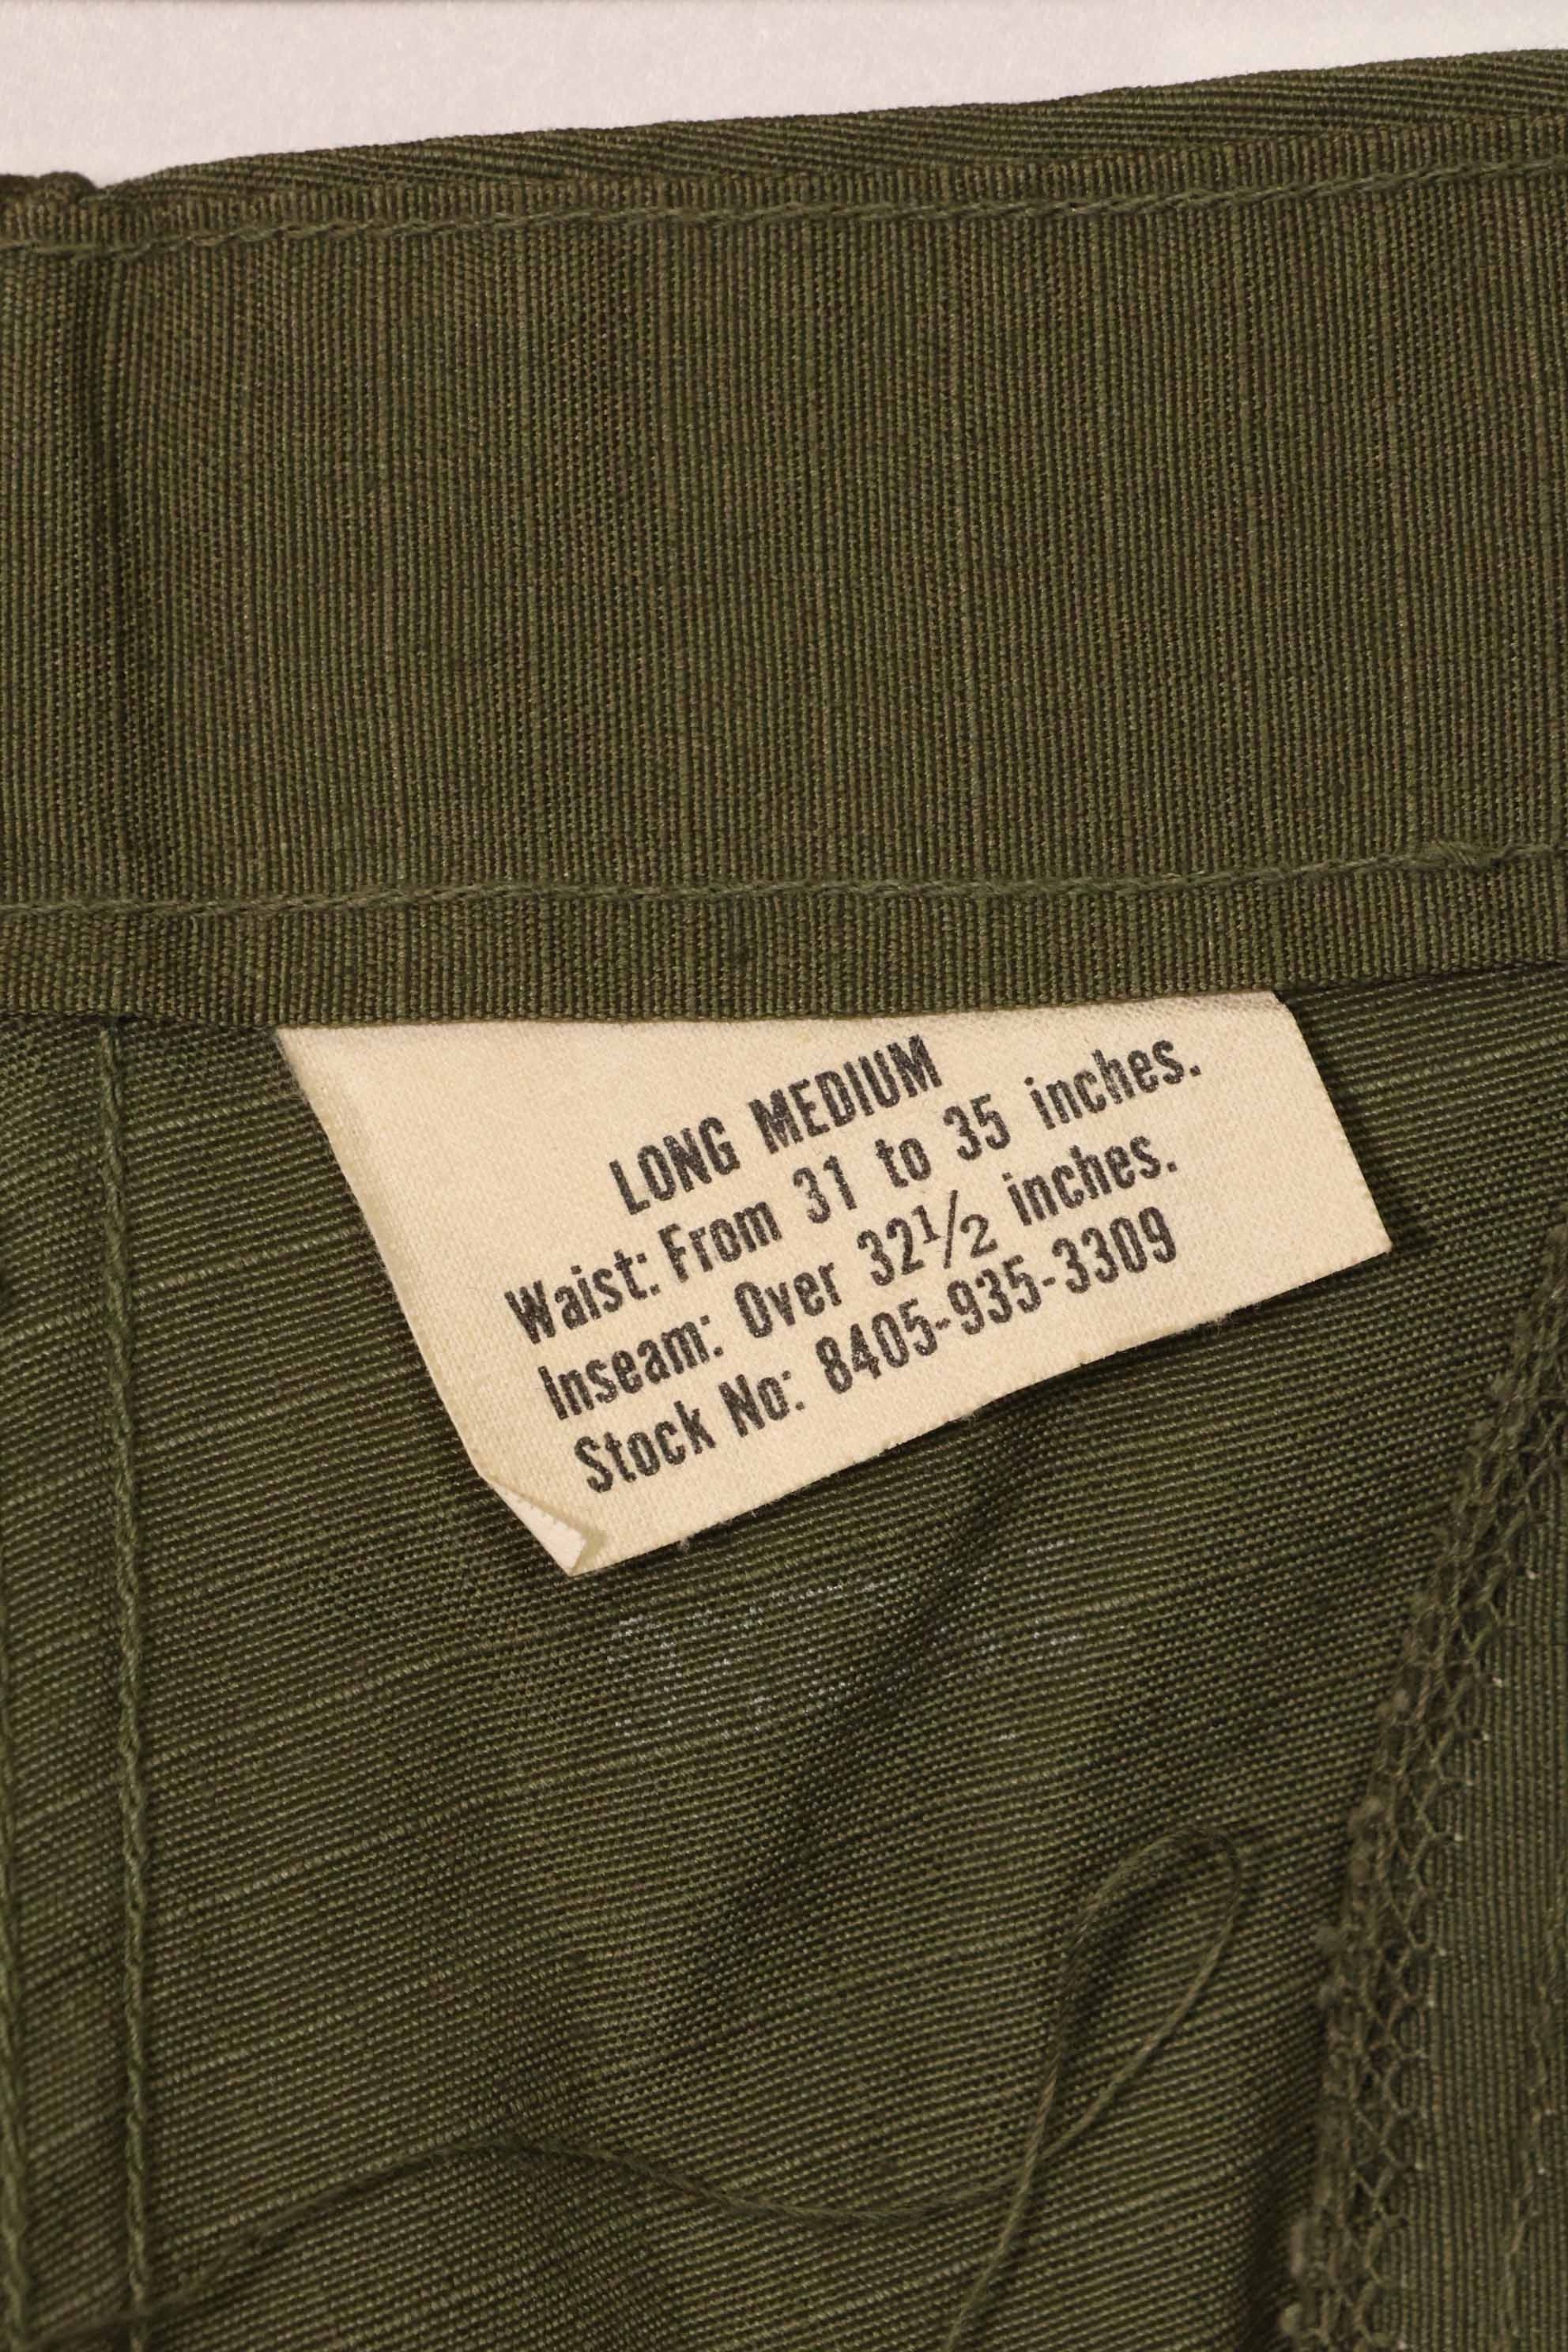 LONG MEDIUM
Waist: From 31 to 35 inches.
Inseam: Over 32½ inches.
Stock No: 8405-935-3309